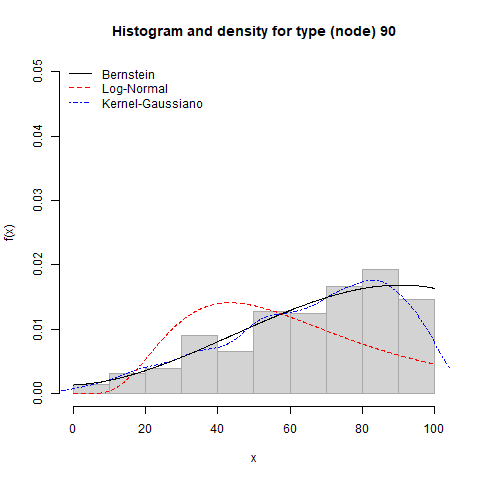 Histogram and density for type (node) 90
0.05
0.04
0.03
0.02
0.01
0.00
f(x)
Bernstein
Log-Normal
Kernel-Gaussiano
0 20 40 60 80 100
x